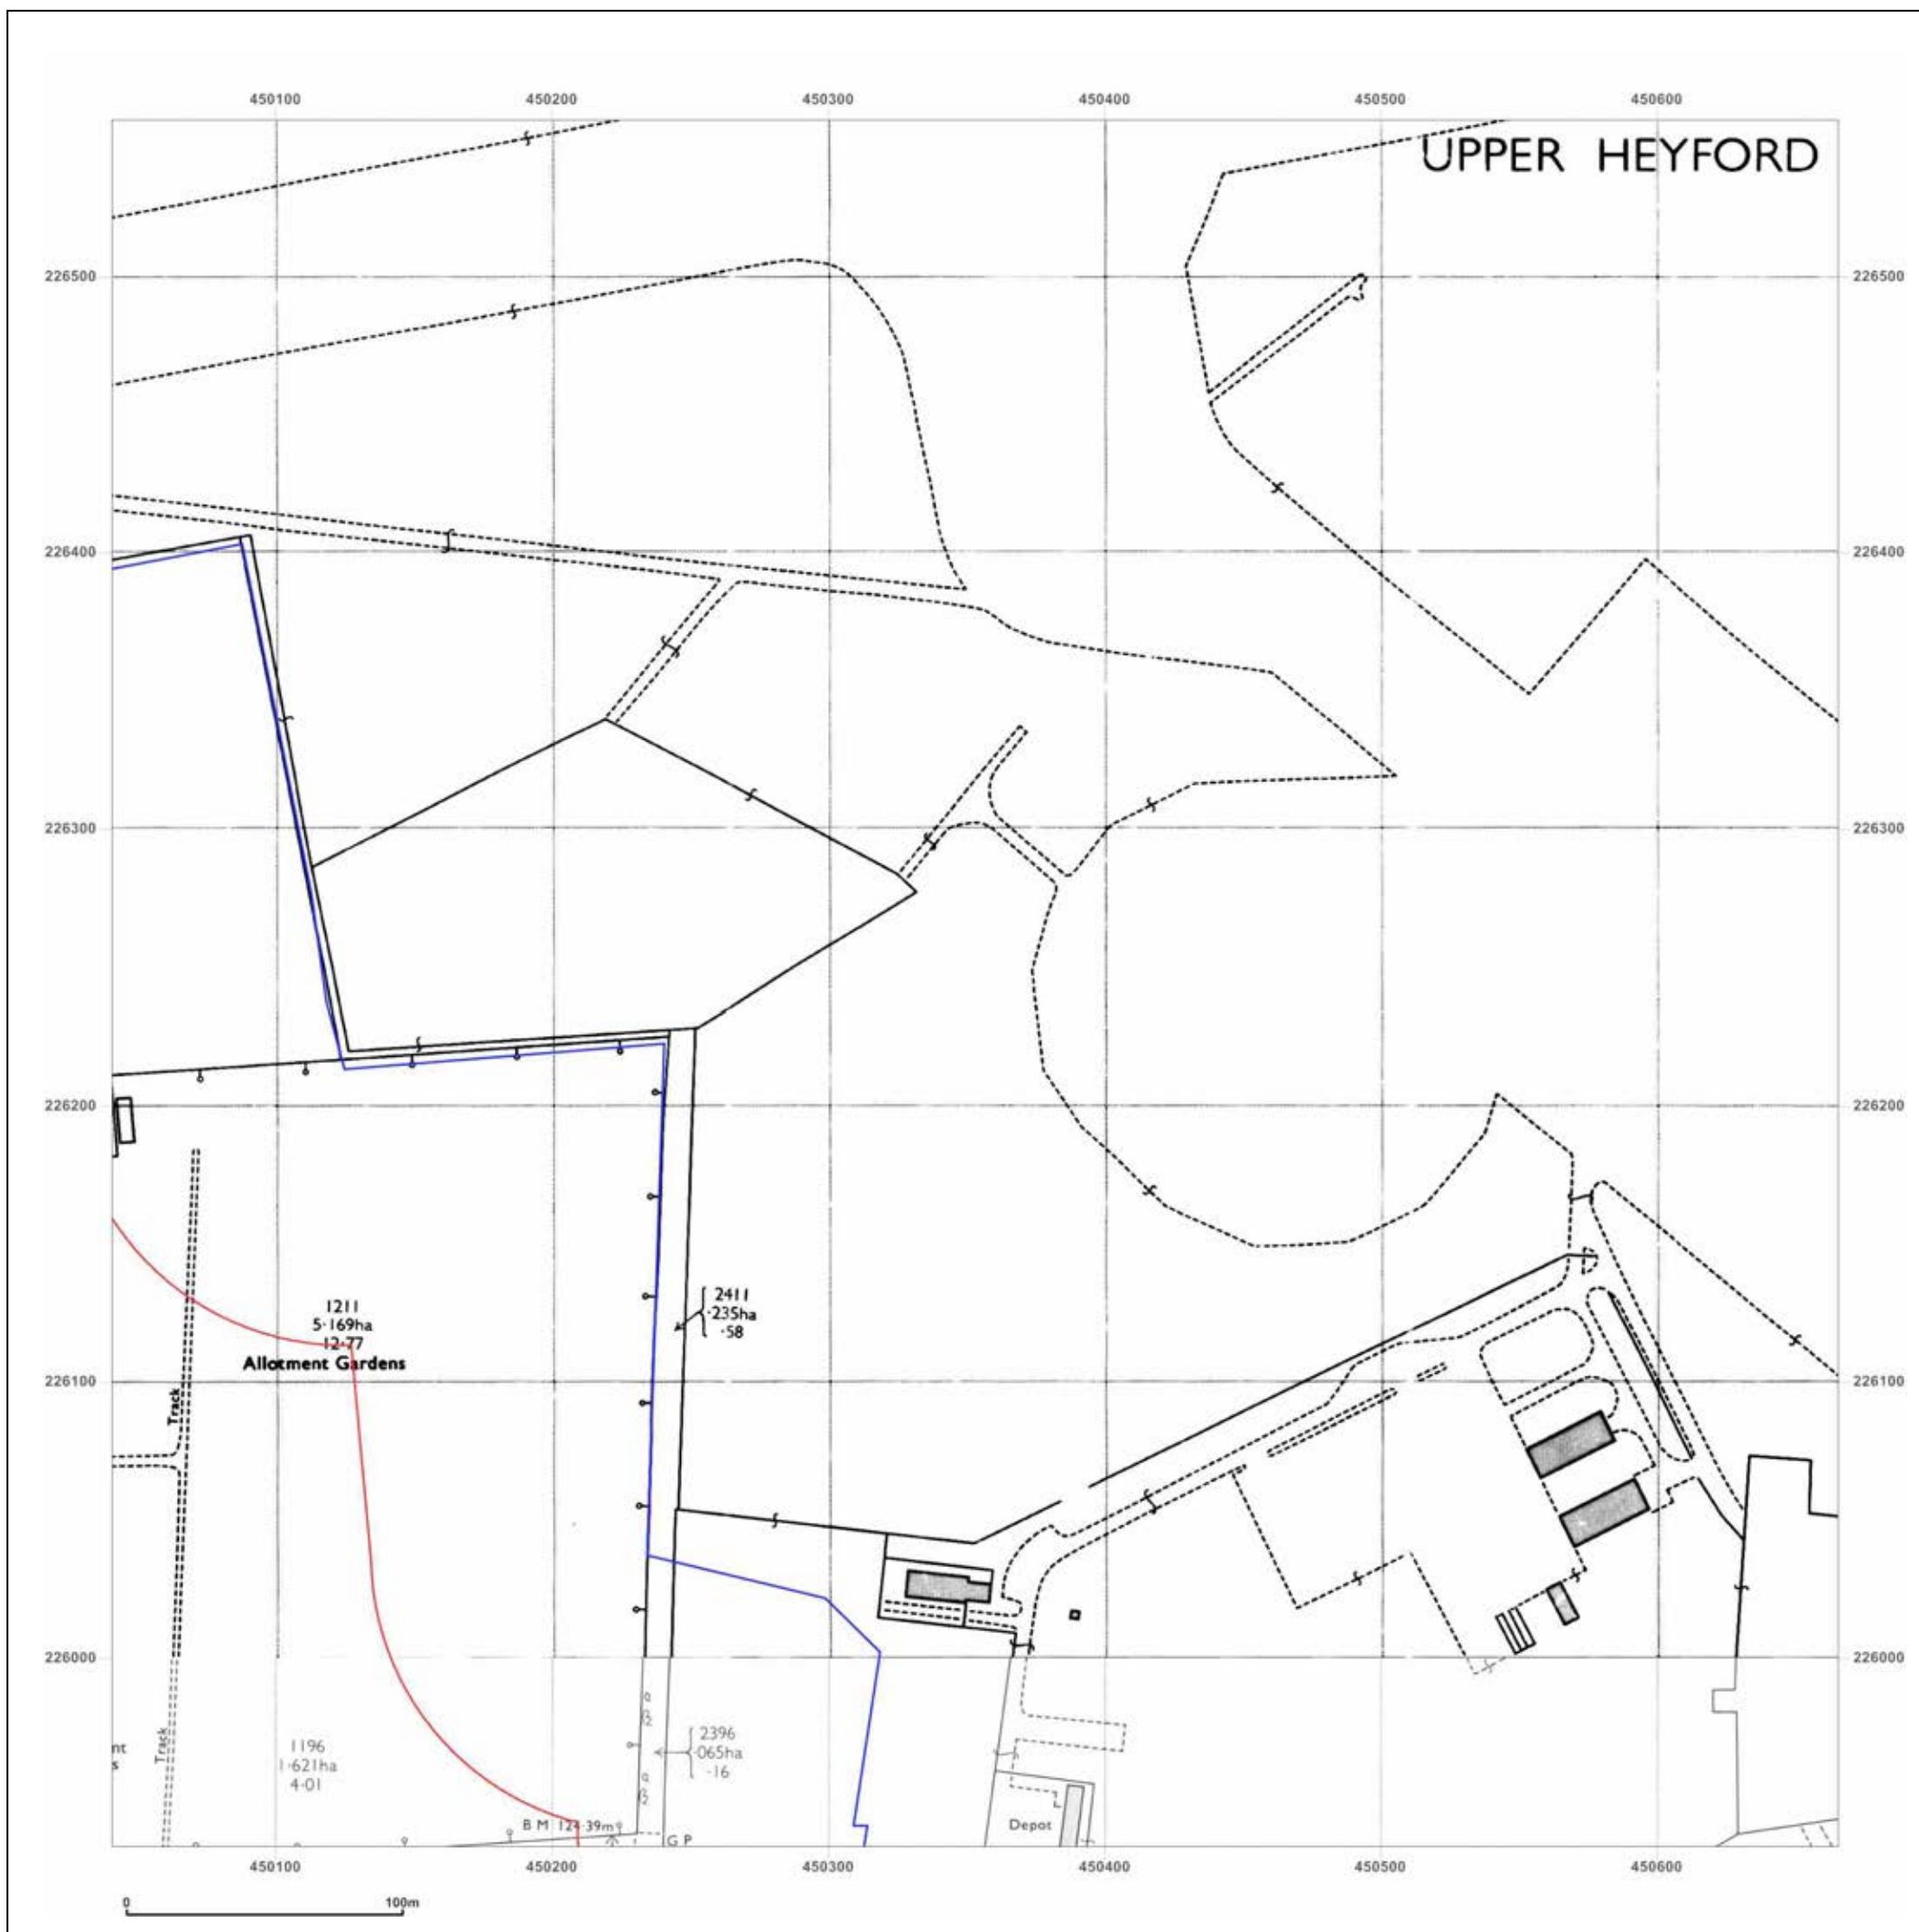 450100 450200 450300 450400 450500 450600
UPPER HEYFORD
226500 226500
226400 226400
226300 226300
226200 226200
1211
5·169ha
12·77
Allotment Gardens
2411
·235ha
·58
226100 226100
Track
226000 226000
Track
nt
s
1196
1·621ha
4·01
2396
·065ha
·16
B M 124·39m
G P
Depot
450100 450200 450300 450400 450500 450600
0 100m